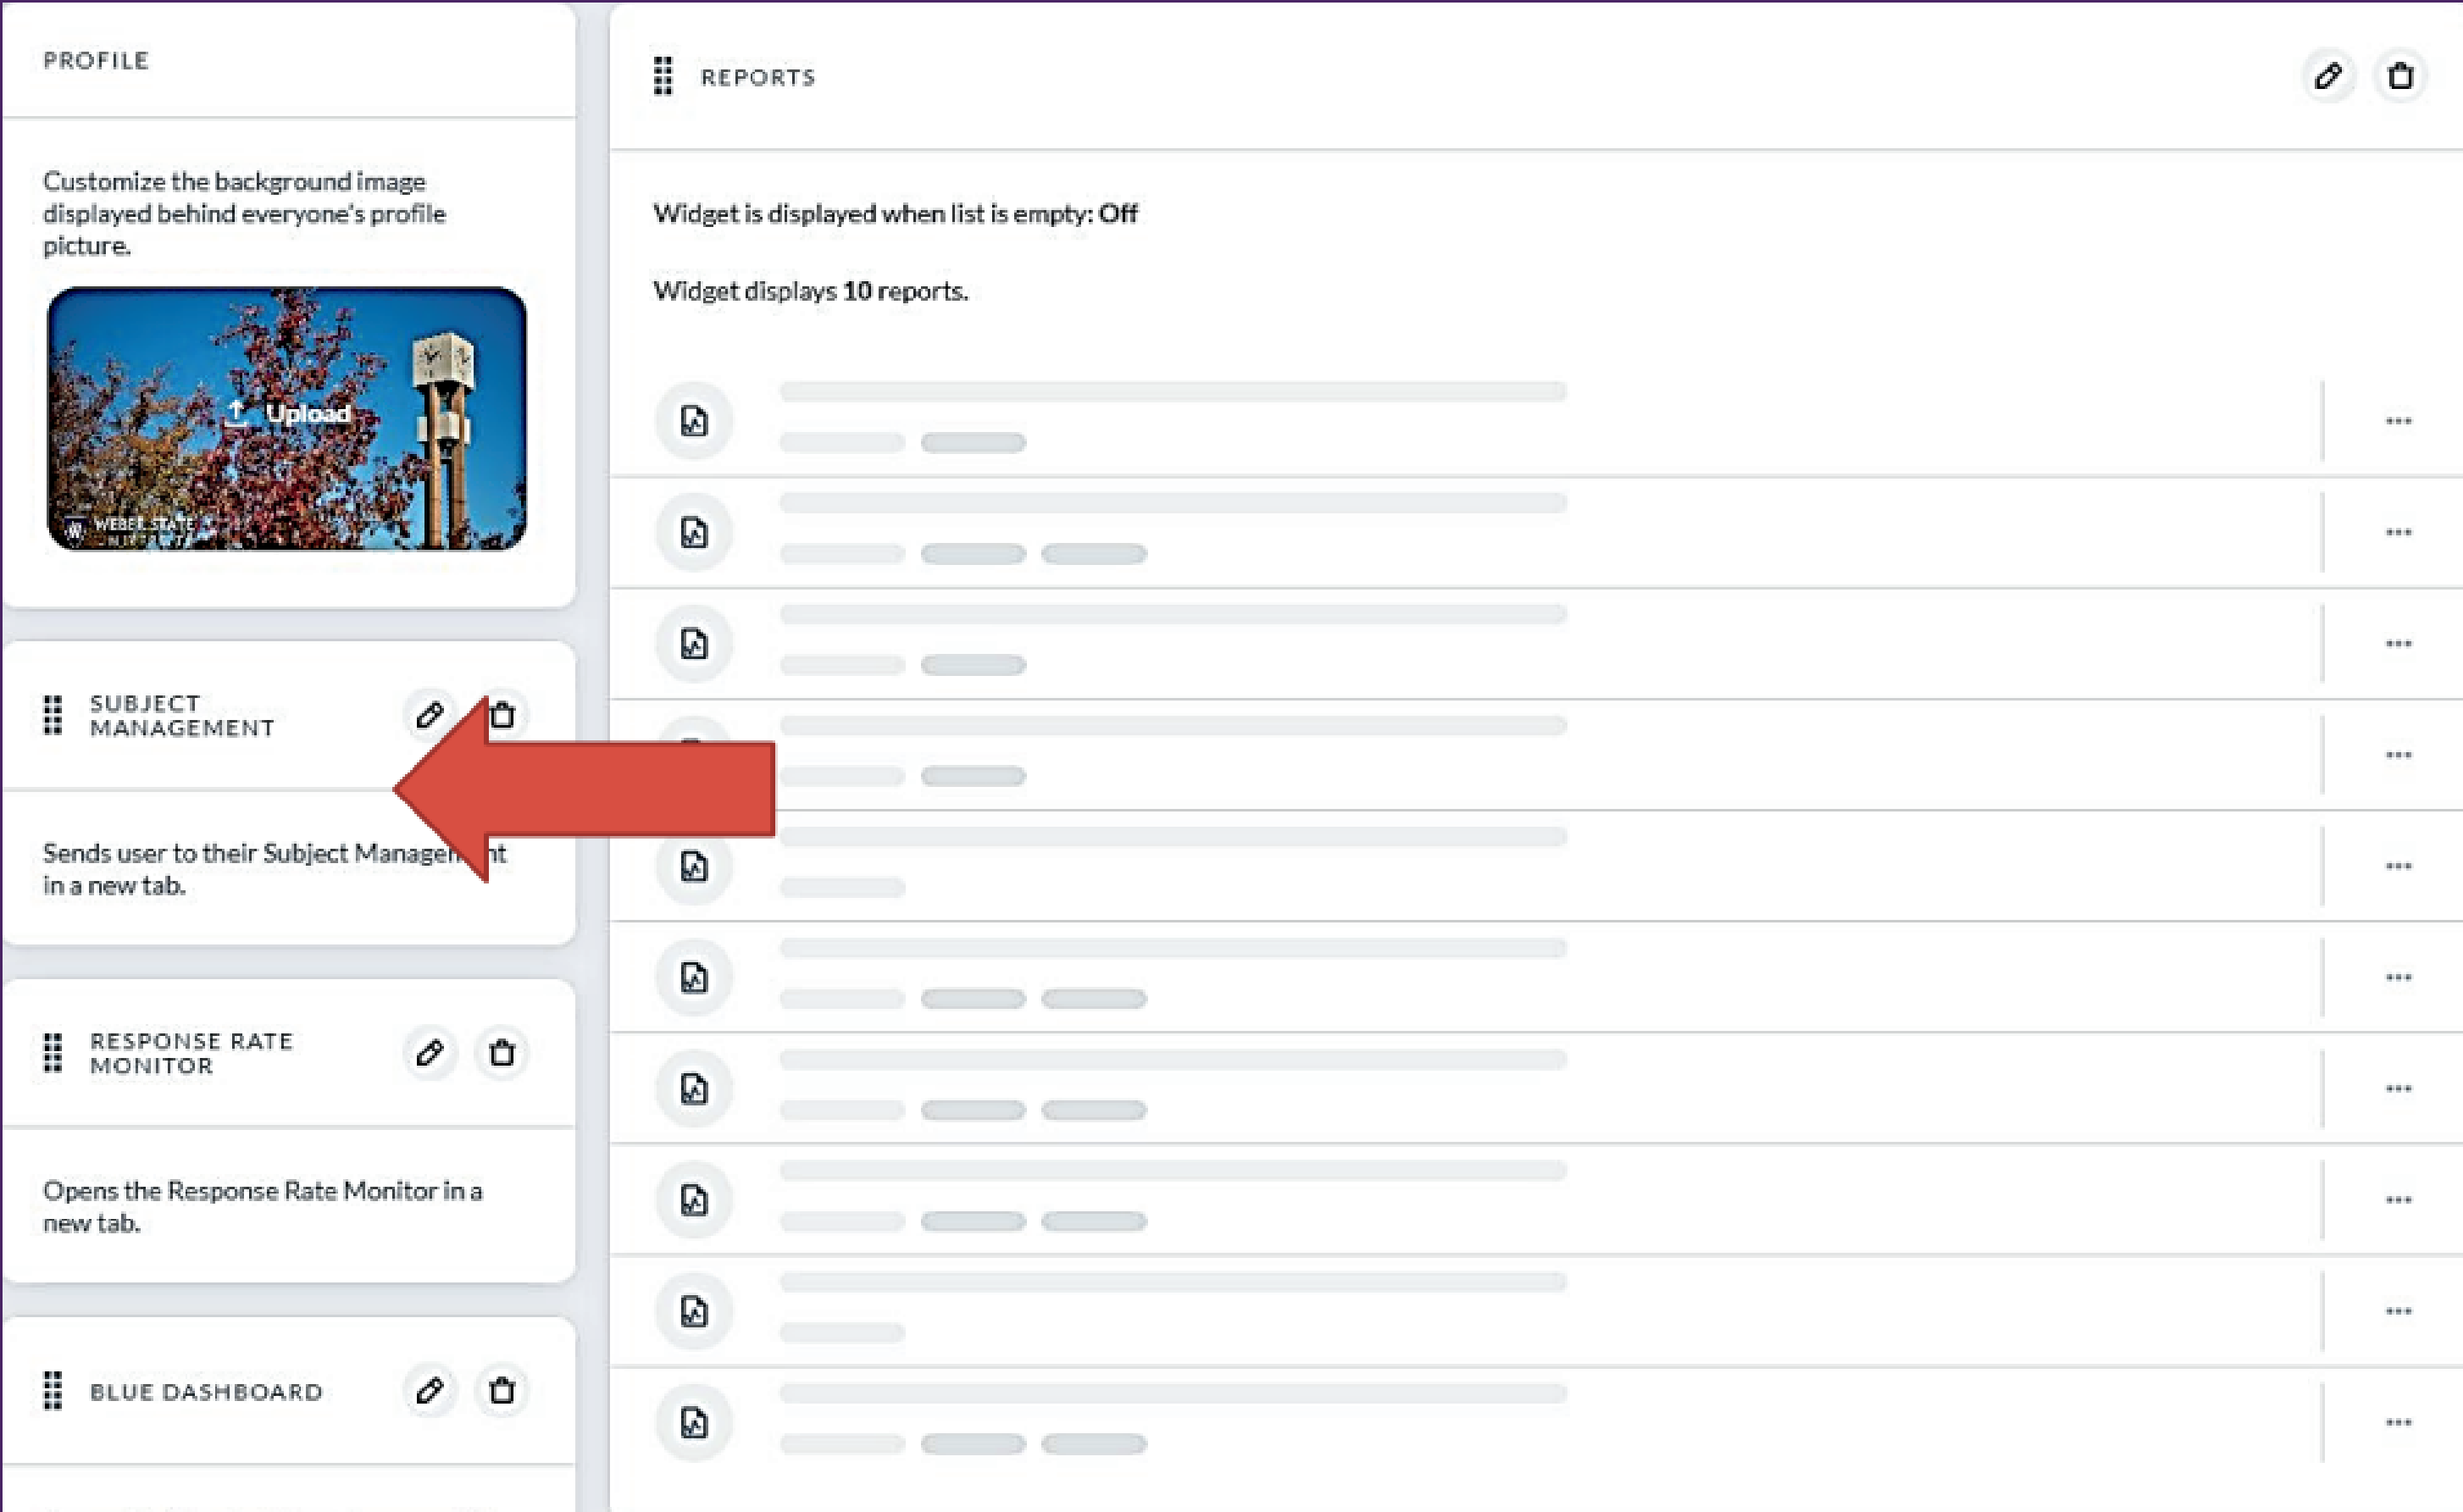 PROFILE
Customize the background image
displayed behind everyone's profile
picture.
Upload
WEBER STATE
SUBJECT
MANAGEMENT
Sends user to their Subject
in a new tab.
RESPONSE RATE
MONITOR
Opens the Response Rate Monitor in a
new tab.
BLUE DASHBOARD
REPORTS
Widget is displayed when list is empty: Off
Widget displays 10 reports.